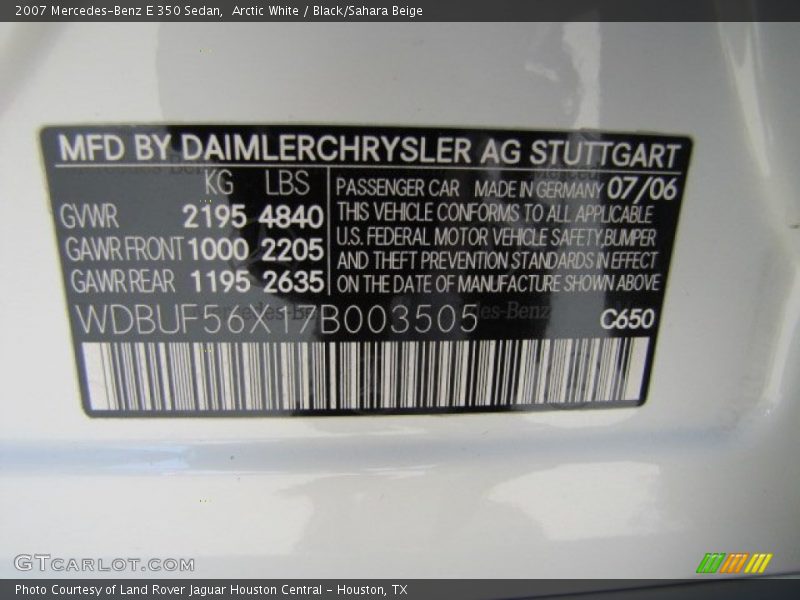 2007 Mercedes-Benz E 350 Sedan,  Arctic White / Black/Sahara Beige
MFD BY DAIMLERCHRYSLER AG STUTTGART
KG LBS
GVWR 2195 4840
GAWR FRONT 1000 2205
GAWR REAR 1195 2635
PASSENGER CAR MADE IN GERMANY 07/06
THIS VEHICLE CONFORMS TO ALL APPLICABLE
U.S. FEDERAL MOTOR VEHICLE SAFETY,BUMPER
AND THEFT PREVENTION STANDARDS IN EFFECT
ON THE DATE OF MANUFACTURE SHOWN ABOVE
WDBUF56X17B003505 C650
GTCARLOT.COM
Photo Courtesy of Land Rover Jaguar Houston Central - Houston, TX